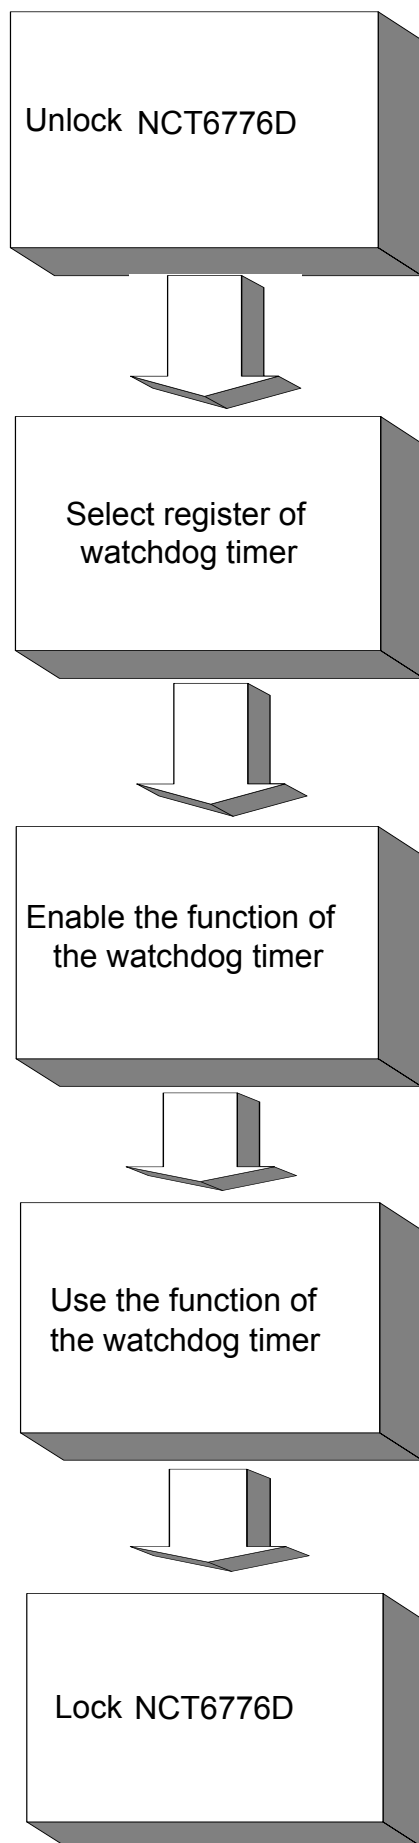 Unlock NCT6776D
Select register of
watchdog timer
Enable the function of
the watchdog timer
Use the function of
the watchdog timer
Lock NCT6776D